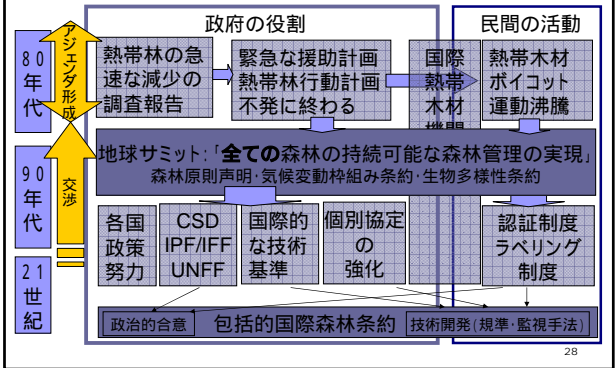 政府の役割
民間の活動
80
年
代
アジェンダ形成
熱帯林の急
速な減少の
調査報告
緊急な援助計画
熱帯林行動計画
不発に終わる
国際
熱帯
木材
機関
熱帯木材
ボイコット
運動沸騰
地球サミット:「全ての森林の持続可能な森林管理の実現」
森林原則声明・気候変動枠組み条約・生物多様性条約
90
年
代
交渉
各国
政策
努力
CSD
IPF/IFF
UNFF
国際的
な技術
基準
個別協定
の
強化
認証制度
ラベリング
制度
21
世
紀
政治的合意
包括的国際森林条約
技術開発(規準・監視手法)
28